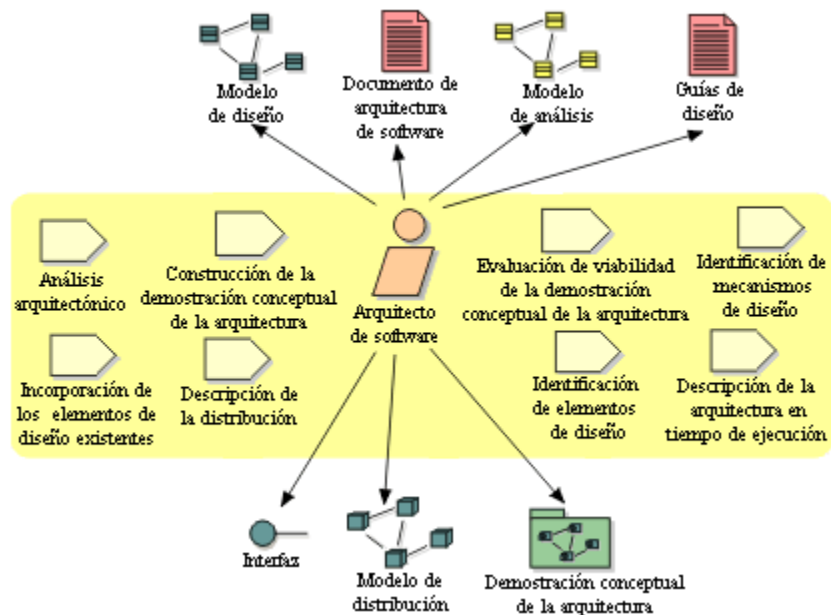 Modelo
de diseño
Documento de
arquitectura
de software
Modelo
de análisis
Guías de
diseño
Análisis
arquitectónico
Construcción de la
demostración conceptual
de la arquitectura
Arquitecto
de software
Evaluación de viabilidad
de la demostración
conceptual de la arquitectura
Identificación de
mecanismos
de diseño
Incorporación de
los elementos de
diseño existentes
Descripción de
la distribución
Identificación
de elementos
de diseño
Descripción de la
arquitectura en
tiempo de ejecución
Interfaz
Modelo de
distribución
Demostración conceptual
de la arquitectura